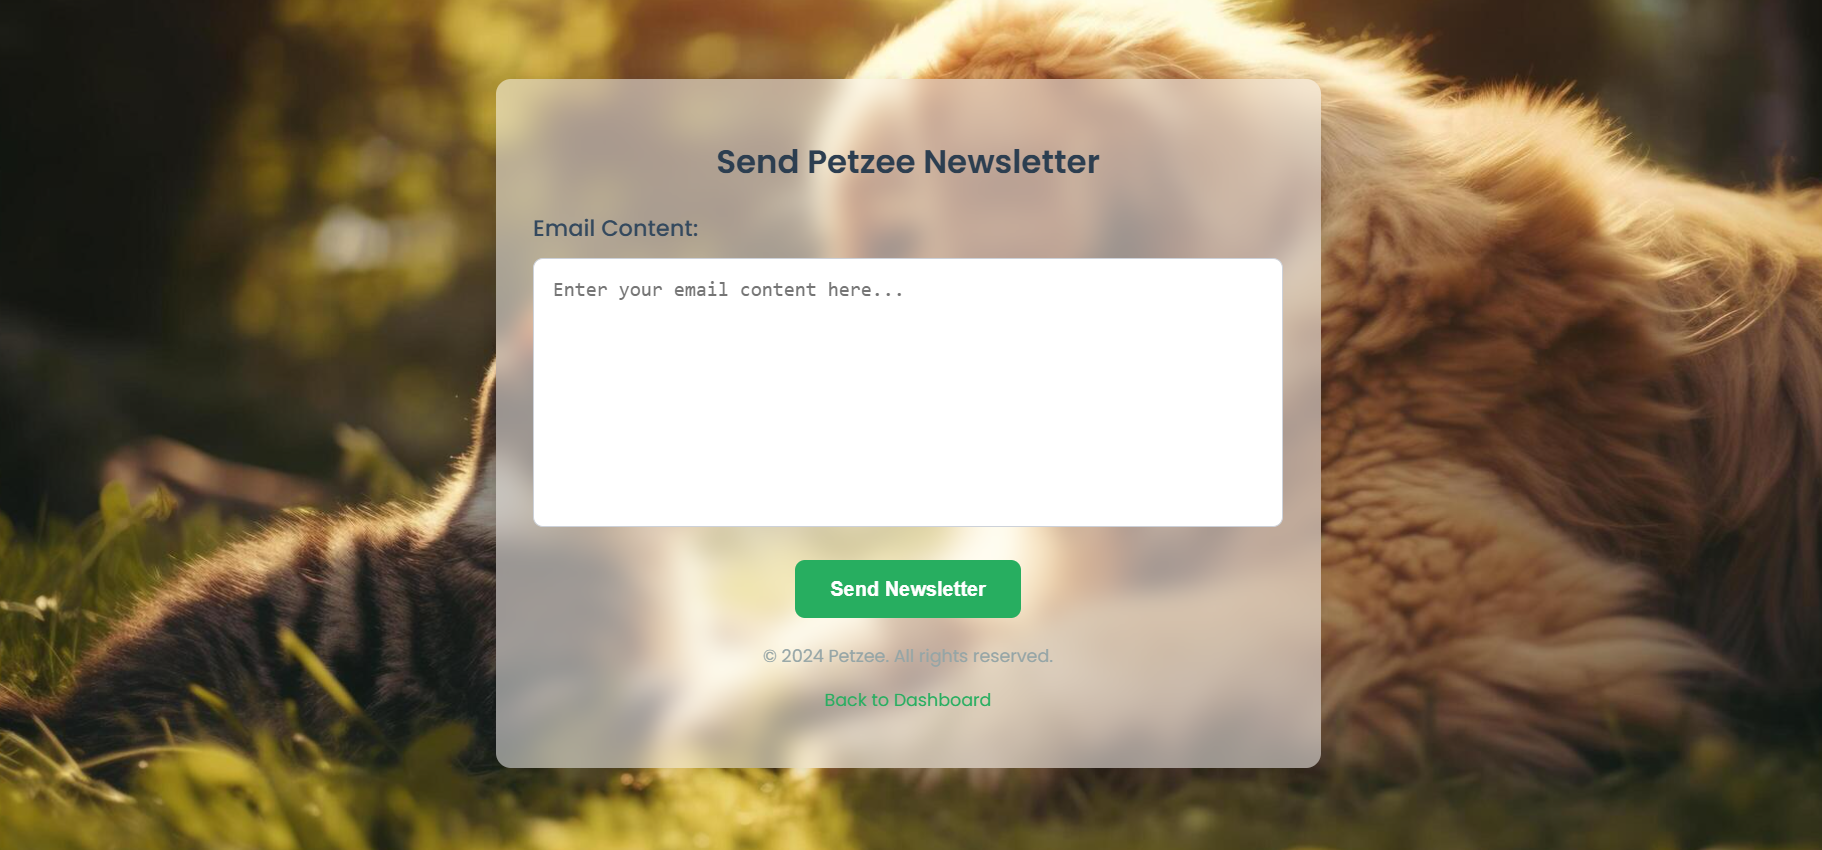 Send Petzee Newsletter
Email Content:
Enter your email content here...
Send Newsletter
© 2024 Petzee. All rights reserved.
Back to Dashboard